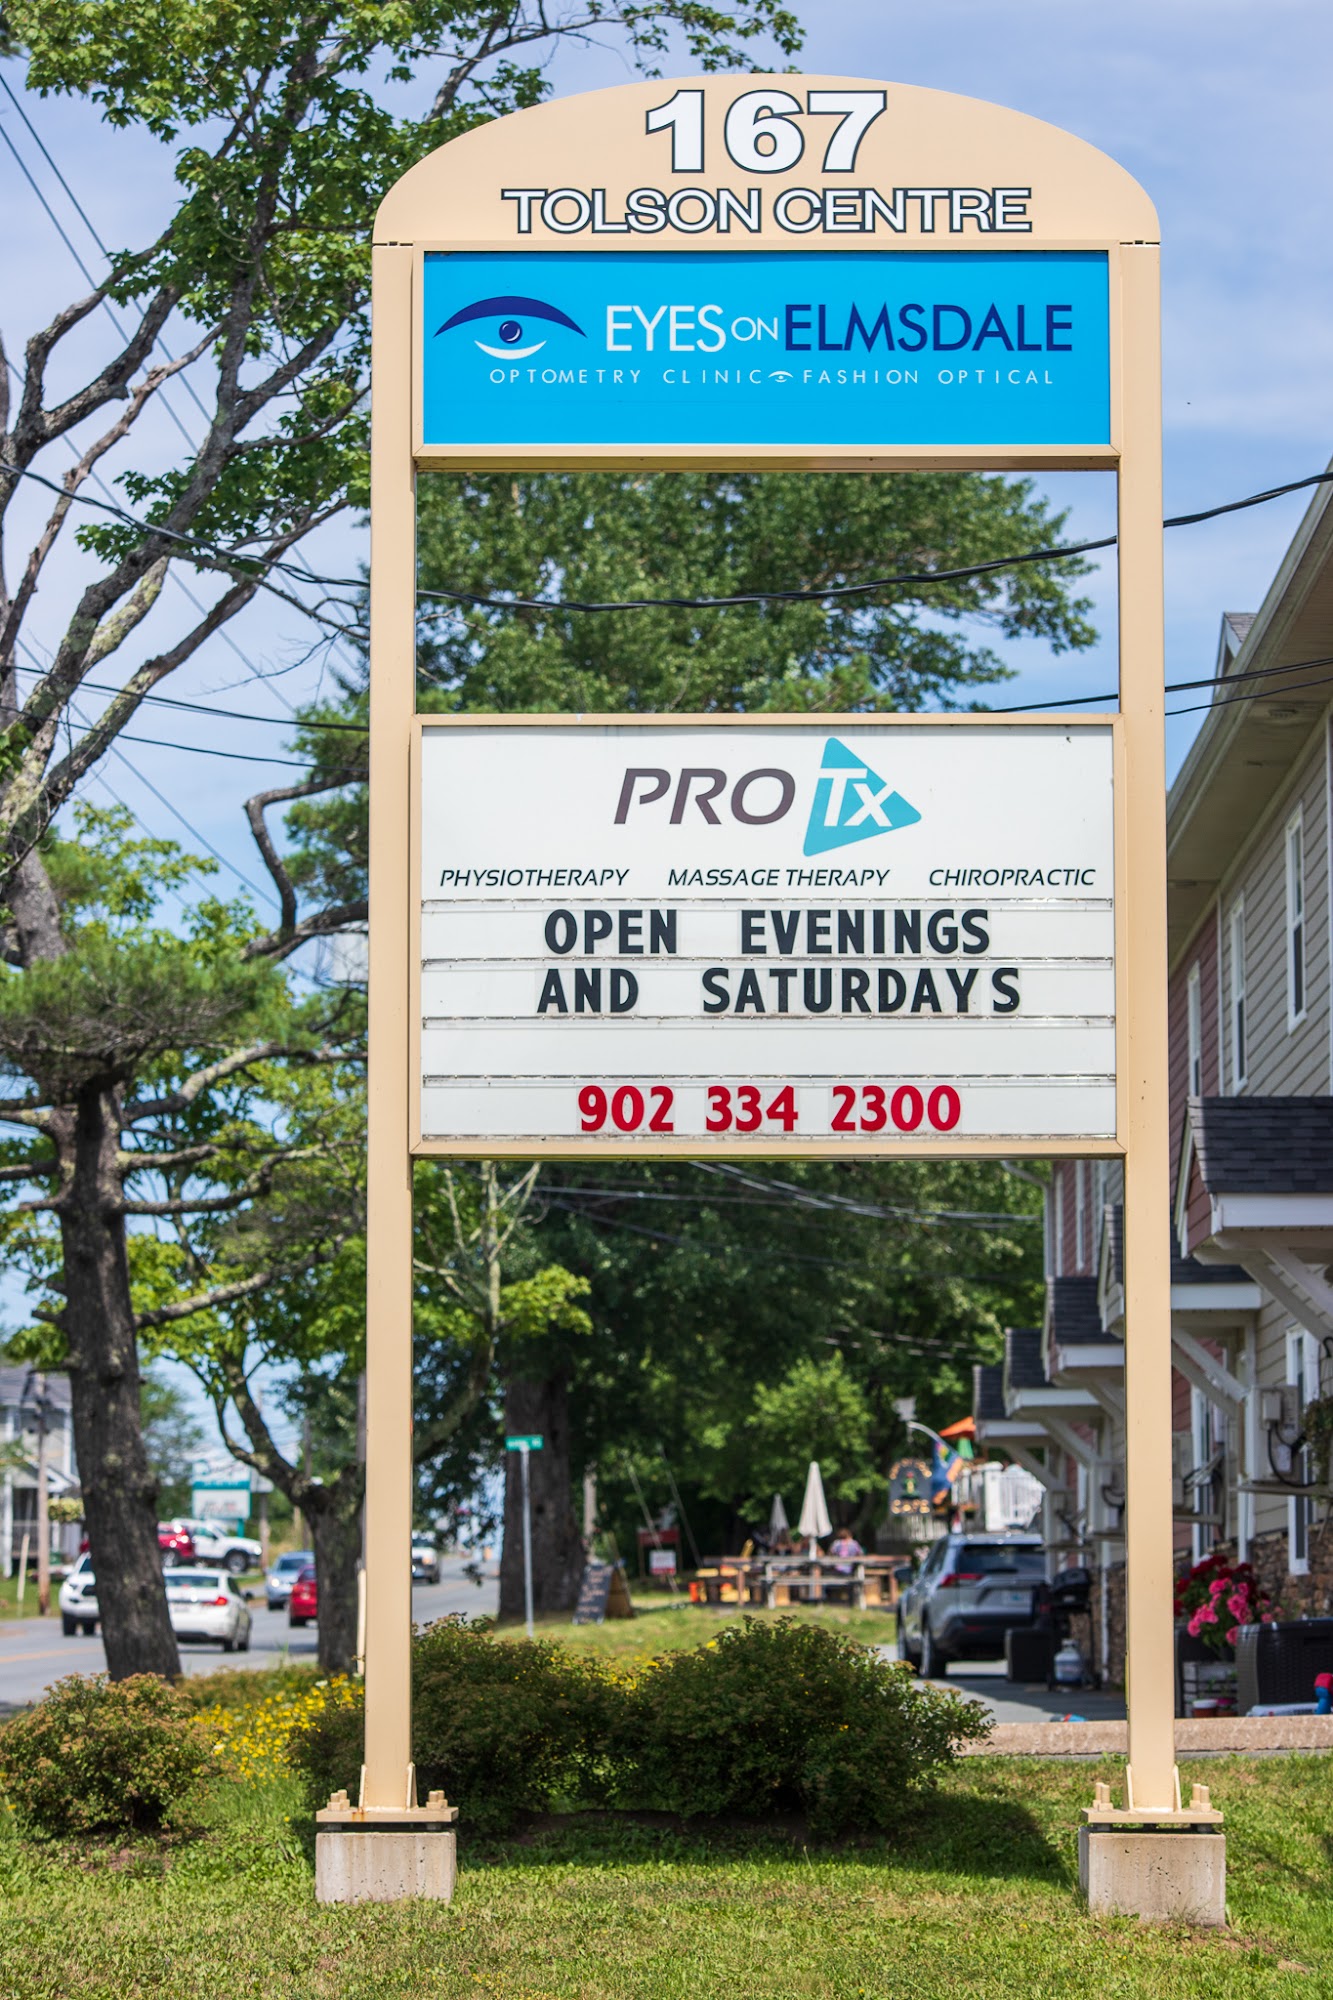 167
TOLSON CENTRE
EYES ON ELMSDALE
OPTOMETRY CLINIC FASHION OPTICAL
PRO Tx
PHYSIOTHERAPY MASSAGE THERAPY CHIROPRACTIC
OPEN EVENINGS
AND SATURDAYS
902 334 2300
CAFE